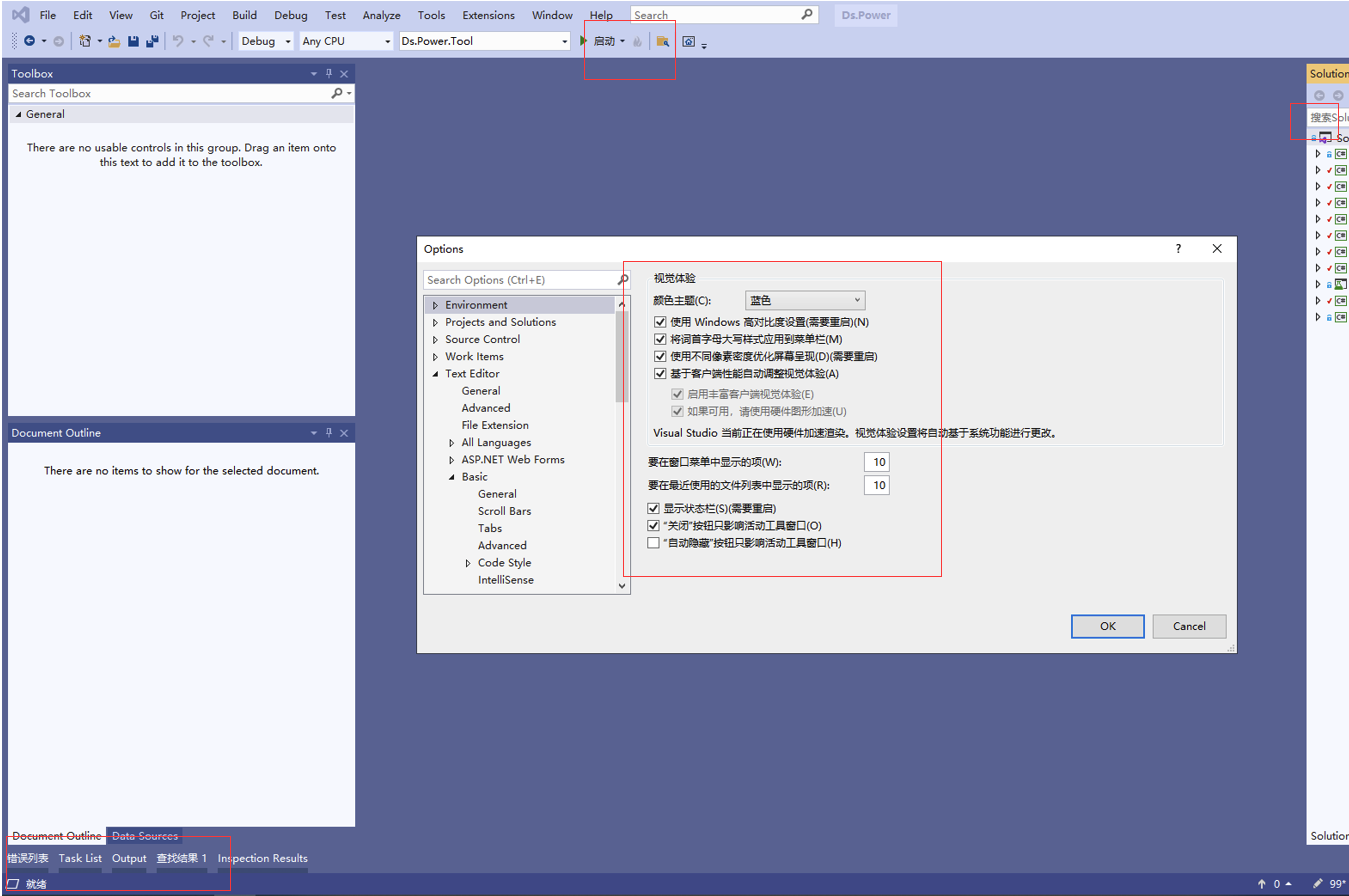 File Edit View Git Project Build Debug Test Analyze Tools Extensions Window Help Search Ds.Power
Debug Any CPU Ds.Power.Tool 启动
Toolbox
Search Toolbox
General
There are no usable controls in this group. Drag an item onto
this text to add it to the toolbox.
Document Outline
There are no items to show for the selected document.
Document Outline Data Sources
错误列表 Task List Output 查找结果 1 Inspection Results
就绪
Options
Search Options (Ctrl+E)
Environment
Projects and Solutions
Source Control
Work Items
Text Editor
General
Advanced
File Extension
All Languages
ASP.NET Web Forms
Basic
General
Scroll Bars
Tabs
Advanced
Code Style
IntelliSense
视觉体验
颜色主题(C): 蓝色
使用 Windows 高对比度设置(需要重启)(N)
将词首字母大写样式应用到菜单栏(M)
使用不同像素密度优化屏幕呈现(D)(需要重启)
基于客户端性能自动调整视觉体验(A)
启用丰富客户端视觉体验(E)
如果可用，请使用硬件图形加速(U)
Visual Studio 当前正在使用硬件加速渲染。视觉体验设置将自动基于系统功能进行更改。
要在窗口菜单中显示的项(W): 10
要在最近使用的文件列表中显示的项(R): 10
显示状态栏(S)(需要重启)
“关闭”按钮只影响活动工具窗口(O)
“自动隐藏”按钮只影响活动工具窗口(H)
OK Cancel
Solution
搜索Solu
So
C#
C#
C#
C#
C#
C#
C#
C#
C#
C#
Solution
0 99*